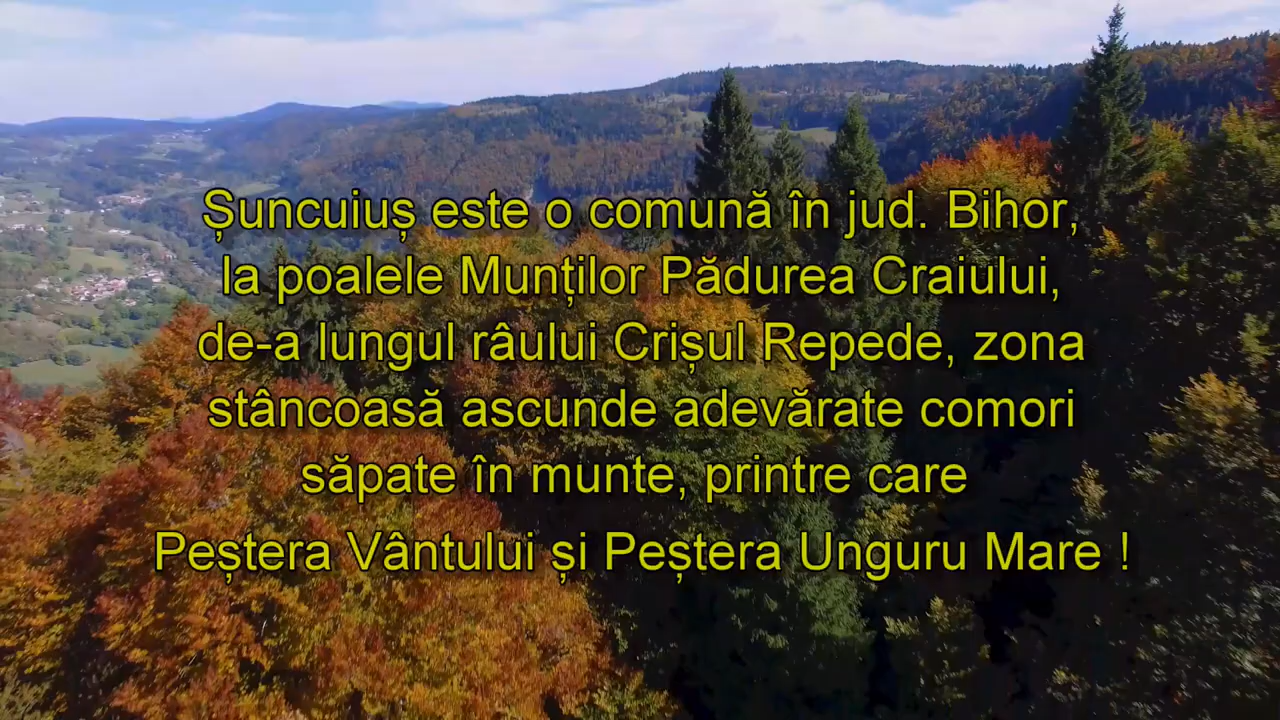 Șuncuiuș este o comună în jud. Bihor,
la poalele Munților Pădurea Craiului,
de-a lungul râului Crișul Repede, zona
stâncoasă ascunde adevărate comori
săpate în munte, printre care
Peștera Vântului și Peștera Unguru Mare !